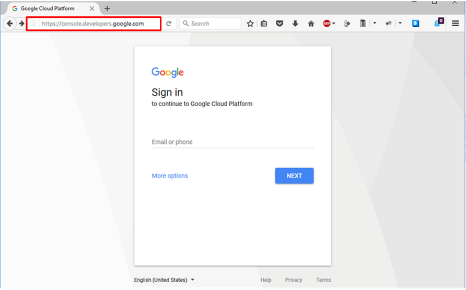 Google Cloud Platform
https://console.developers.google.com
Search
Google
Sign in
to continue to Google Cloud Platform
Email or phone
More options
NEXT
English (United States)
Help
Privacy
Terms